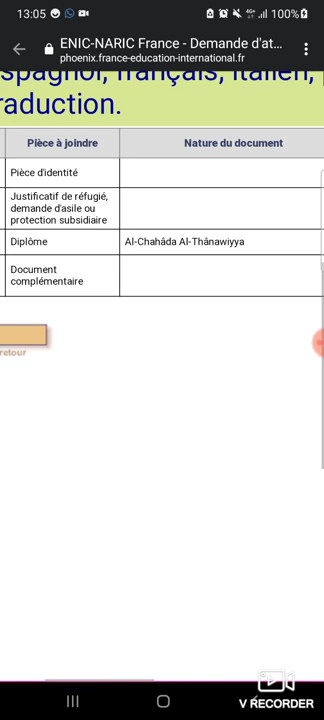 13:05
100%
ENIC-NARIC France - Demande d'at...
phoenix.france-education-international.fr
spagnol, français, italien,
raduction.
Pièce à joindre
Nature du document
Pièce d'identité
Justificatif de réfugié,
demande d'asile ou
protection subsidiaire
Diplôme
Al-Chahâda Al-Thânawiyya
Document
complémentaire
retour
V RECORDER